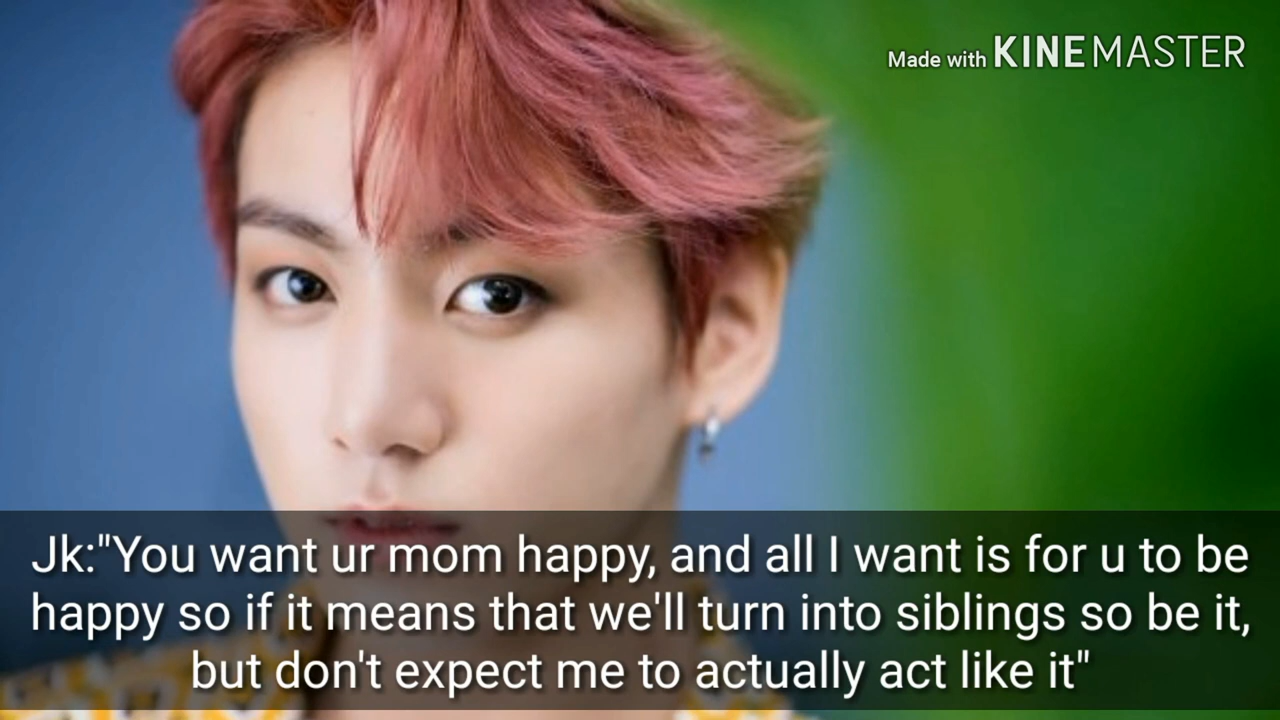 Made with KINEMASTER
Jk:"You want ur mom happy, and all I want is for u to be
happy so if it means that we'll turn into siblings so be it,
but don't expect me to actually act like it"